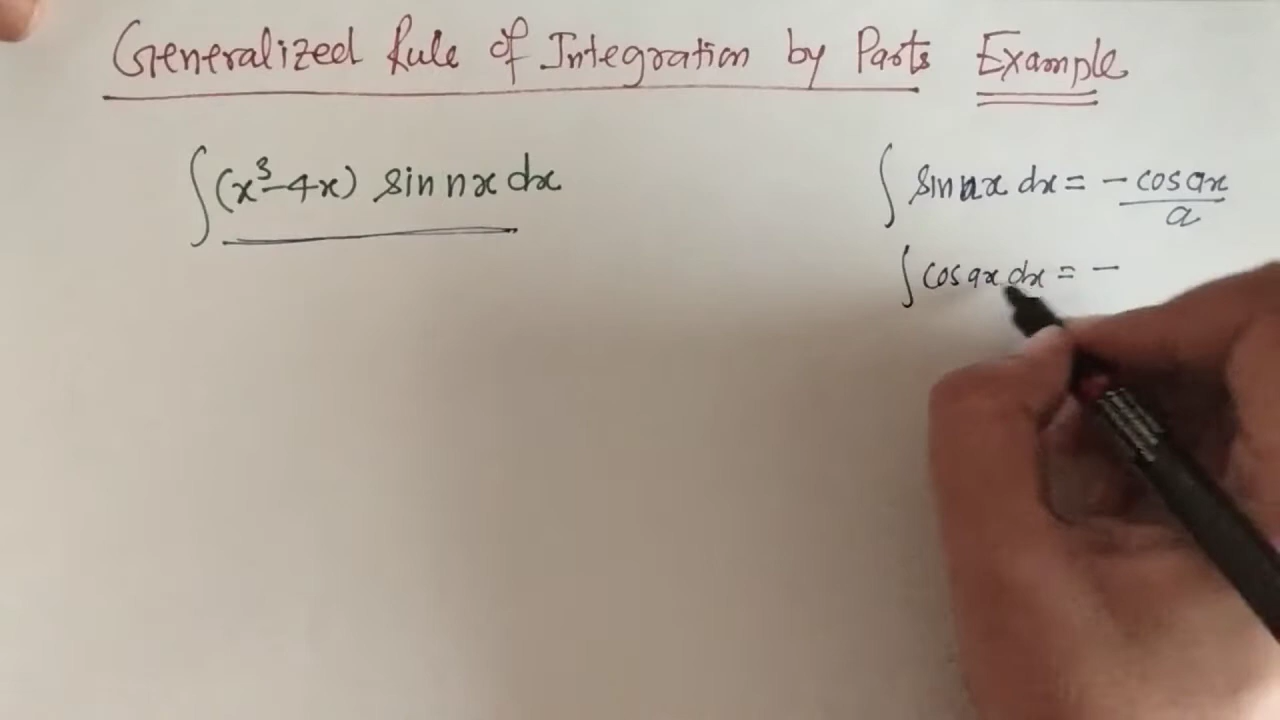 Generalized Rule of Integration by Parts Example
∫(x³-4x) sin nx dx
∫ sin ax dx = - cos ax / a
∫ cos ax dx = -